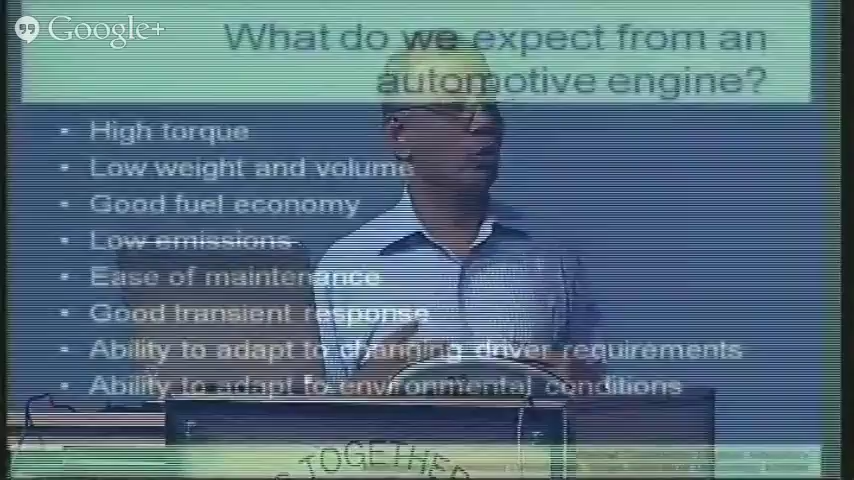 Google+
What do we expect from an
automotive engine?
• High torque
• Low weight and volume
• Good fuel economy
• Low emissions
• Ease of maintenance
• Good transient response
• Ability to adapt to changing driver requirements
• Ability to adapt to environmental conditions
TOGETHER